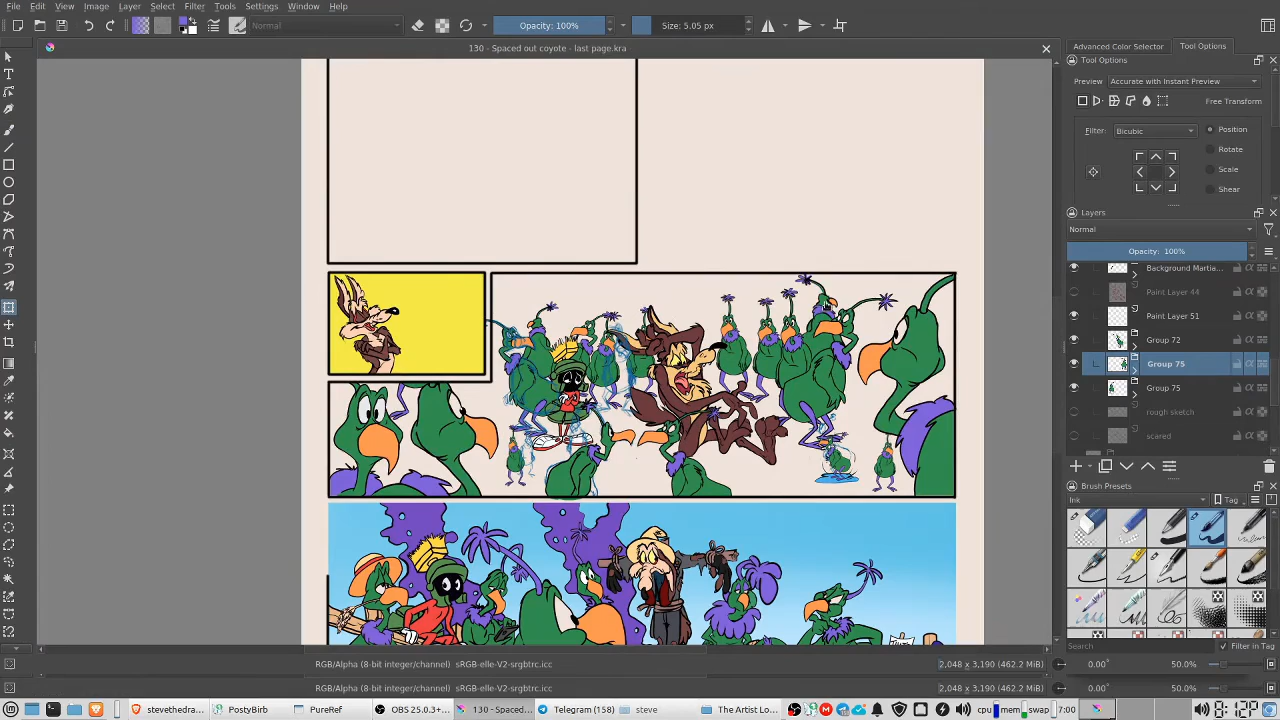 File Edit View Image Layer Select Filter Tools Settings Window Help
Normal Opacity: 100% Size: 5.05 px
130 - Spaced out coyote - last page.kra
Advanced Color Selector Tool Options
Tool Options
Preview Accurate with Instant Preview
Free Transform
Filter: Bicubic Position
Rotate
Scale
Shear
Layers
Normal
Opacity: 100%
Background Martia...
Paint Layer 44
Paint Layer 51
Group 72
Group 75
Group 75
rough sketch
scared
Brush Presets
Ink Tag
Search Filter in Tag
RGB/Alpha (8-bit integer/channel) sRGB-elle-V2-srgbtrc.icc 2,048 x 3,190 (462.2 MiB) 0.00° 50.0%
RGB/Alpha (8-bit integer/channel) sRGB-elle-V2-srgbtrc.icc 2,048 x 3,190 (462.2 MiB) 0.00° 50.0%
stevethedra... PostyBirb PureRef OBS 25.0.3+... 130 - Spaced... Telegram (158) steve The Artist Lo... cpu mem swap 7:00